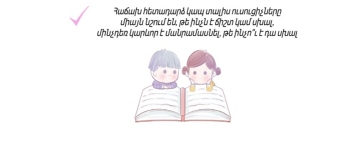 Հաճախ հետադարձ կապ տալիս ուսուցիչները
միայն նշում են, թե ինչն է ճիշտ կամ սխալ,
մինչդեռ կարևոր է մանրամասնել, թե ինչո՞ւ է դա սխալ